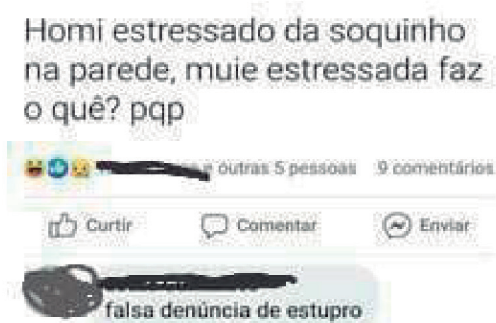 Homi estressado da soquinho
na parede, muie estressada faz
o quê? pqp
e outras 5 pessoas 9 comentários
Curtir Comentar Enviar
falsa denúncia de estupro